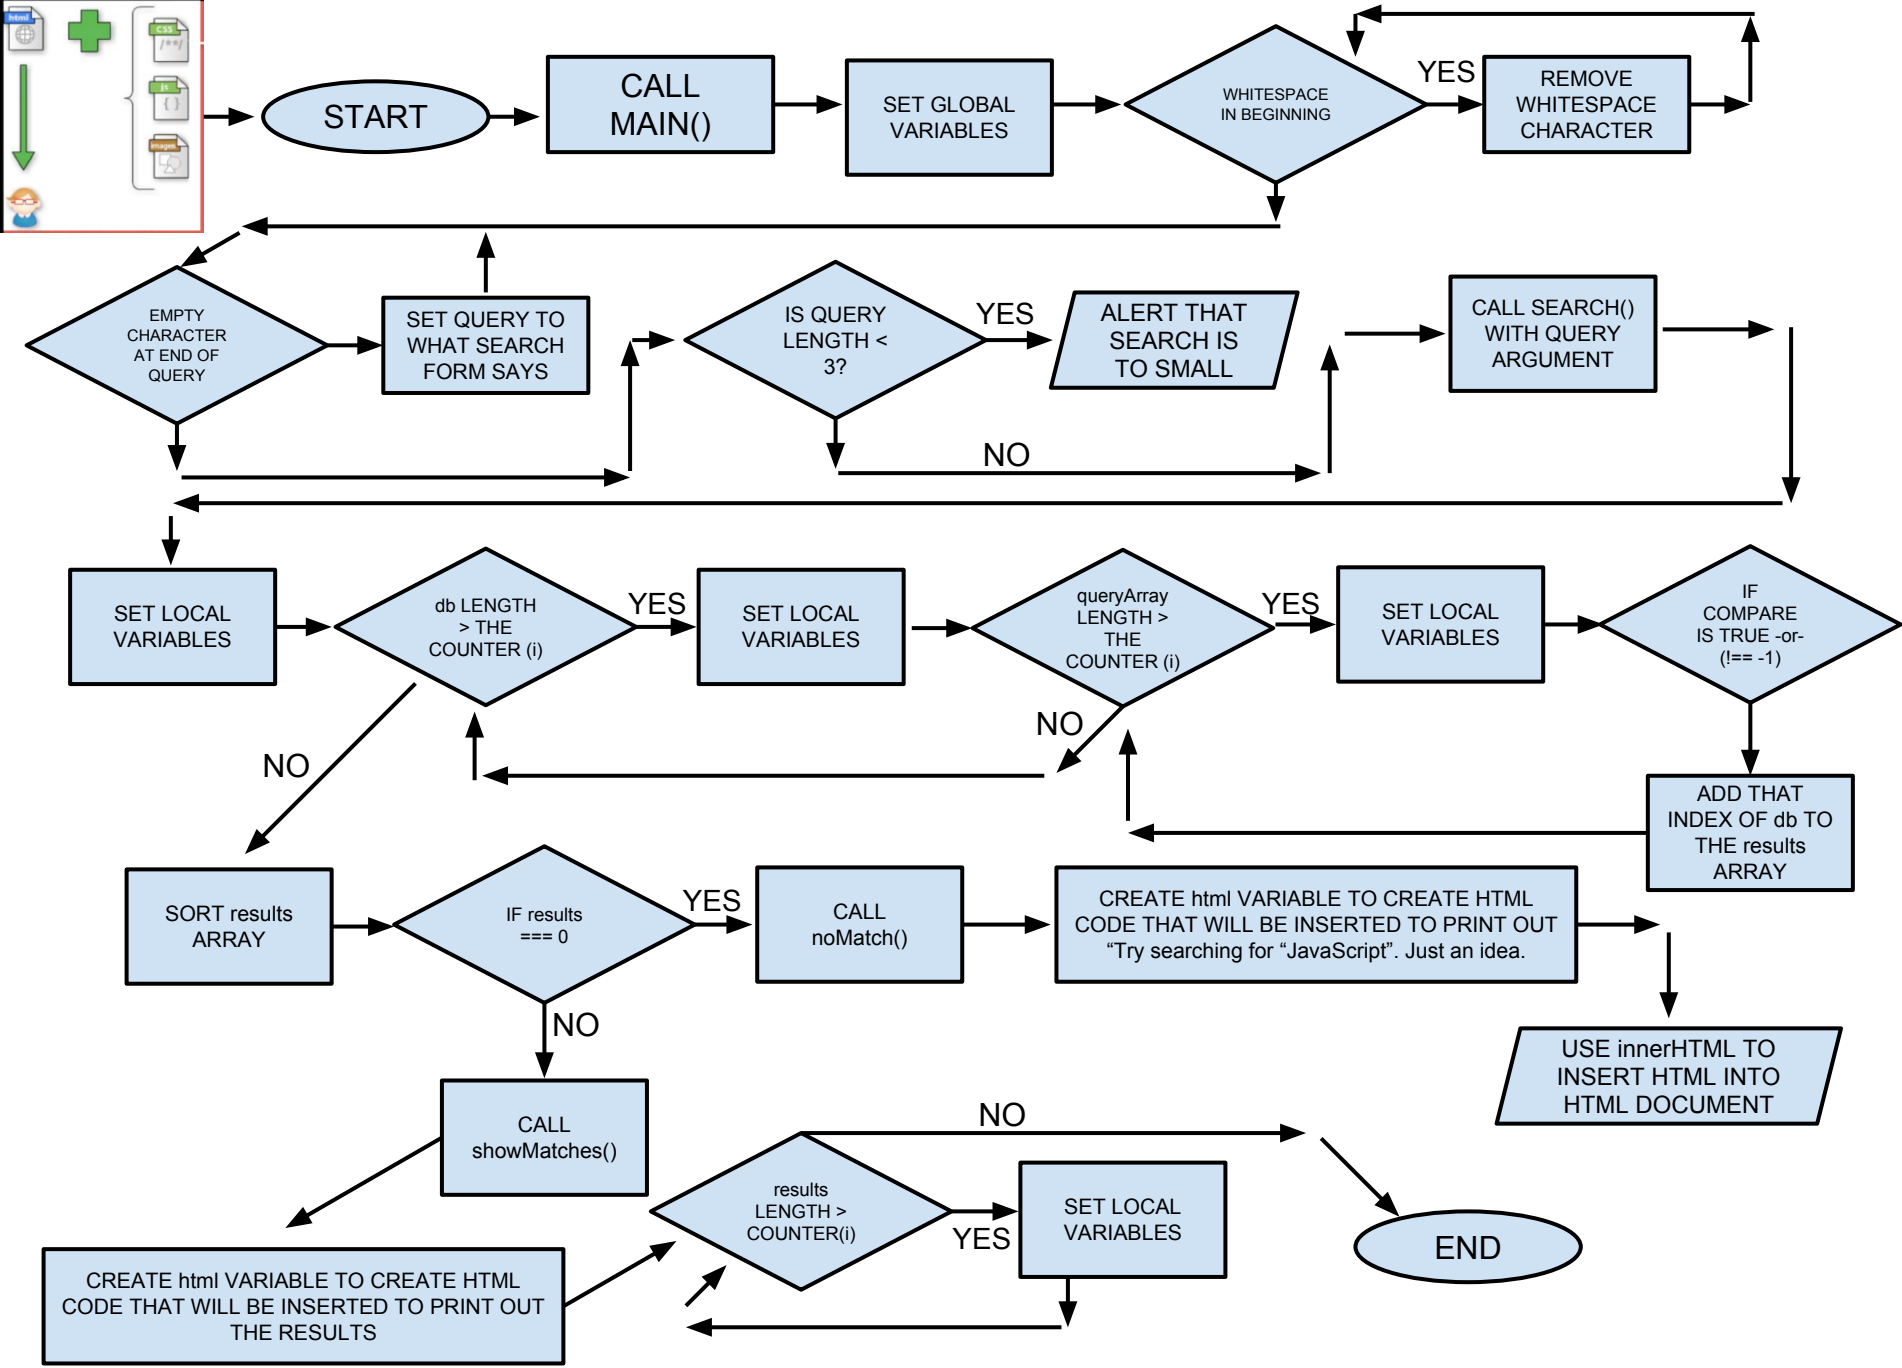 html
CSS
/**/
js
{ }
images
START
CALL
MAIN()
SET GLOBAL
VARIABLES
WHITESPACE
IN BEGINNING
YES
REMOVE
WHITESPACE
CHARACTER
EMPTY
CHARACTER
AT END OF
QUERY
SET QUERY TO
WHAT SEARCH
FORM SAYS
IS QUERY
LENGTH <
3?
YES
ALERT THAT
SEARCH IS
TO SMALL
NO
CALL SEARCH()
WITH QUERY
ARGUMENT
SET LOCAL
VARIABLES
db LENGTH
> THE
COUNTER (i)
YES
SET LOCAL
VARIABLES
queryArray
LENGTH >
THE
COUNTER (i)
YES
SET LOCAL
VARIABLES
IF
COMPARE
IS TRUE -or-
(!== -1)
NO
NO
ADD THAT
INDEX OF db TO
THE results
ARRAY
SORT results
ARRAY
IF results
=== 0
YES
CALL
noMatch()
CREATE html VARIABLE TO CREATE HTML
CODE THAT WILL BE INSERTED TO PRINT OUT
“Try searching for “JavaScript”. Just an idea.
NO
USE innerHTML TO
INSERT HTML INTO
HTML DOCUMENT
CALL
showMatches()
NO
results
LENGTH >
COUNTER(i)
YES
SET LOCAL
VARIABLES
END
CREATE html VARIABLE TO CREATE HTML
CODE THAT WILL BE INSERTED TO PRINT OUT
THE RESULTS